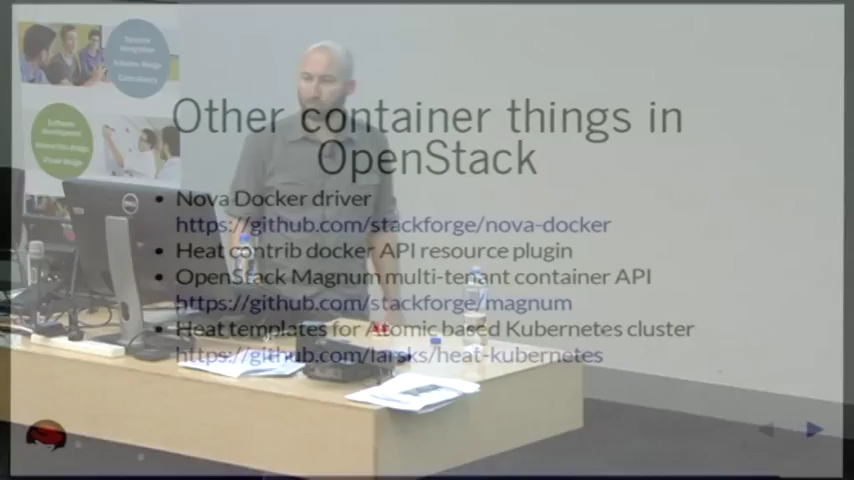 Other container things in
OpenStack
• Nova Docker driver
https://github.com/stackforge/nova-docker
• Heat contrib docker API resource plugin
• OpenStack Magnum multi-tenant container API
https://github.com/stackforge/magnum
• Heat templates for Atomic based Kubernetes cluster
https://github.com/larsks/heat-kubernetes
DELL